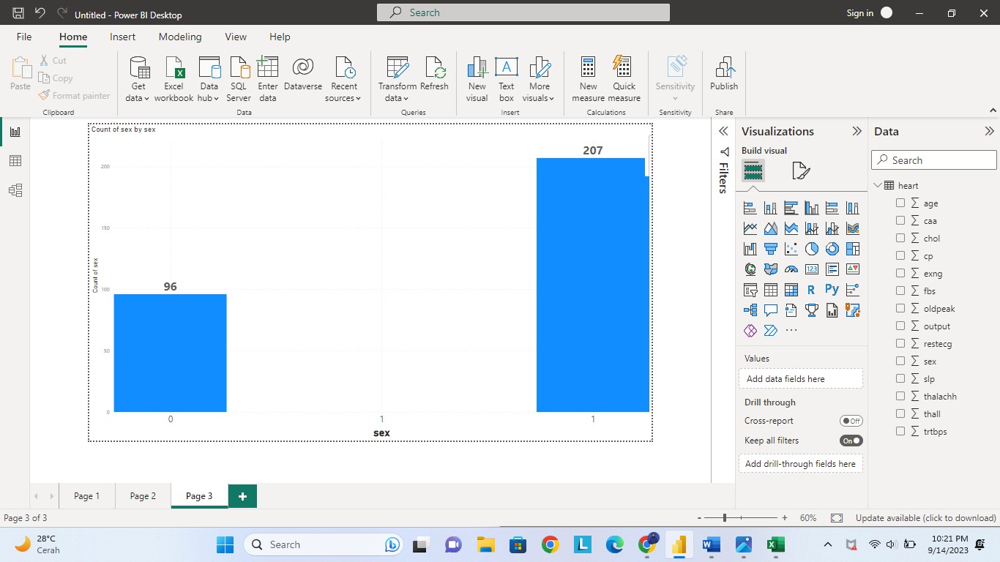 Untitled - Power BI Desktop
Search
Sign in
File Home Insert Modeling View Help
Paste
Cut
Copy
Format painter
Clipboard
Get data
Excel workbook
Data hub
SQL Server
Enter data
Dataverse
Recent sources
Data
Transform data
Refresh
Queries
New visual
Text box
More visuals
Insert
New measure
Quick measure
Calculations
Sensitivity
Sensitivity
Publish
Share
Count of sex by sex
Count of sex
200
150
100
50
0
96
207
0 1 1
sex
Filters
Visualizations
Build visual
123
R
Py
Values
Add data fields here
Drill through
Cross-report
Off
Keep all filters
On
Add drill-through fields here
Data
Search
heart
age
caa
chol
cp
exng
fbs
oldpeak
output
restecg
sex
slp
thalachh
thall
trtbps
Page 1 Page 2 Page 3
Page 3 of 3
- + 60%
Update available (click to download)
28°C
Cerah
Search
10:21 PM
9/14/2023